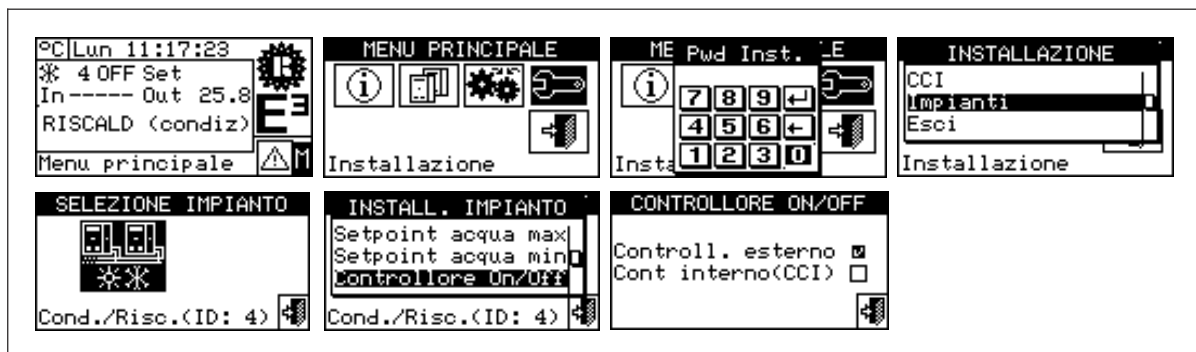 °C Lun 11:17:23
4 OFF Set
In ----- Out 25.8
RISCALD (condiz)
E³
Menu principale M
MENU PRINCIPALE
i
Installazione
ME Pwd Inst. LE
i
7 8 9
4 5 6
Insta 1 2 3 0
INSTALLAZIONE
CCI
Impianti
Esci
Installazione
SELEZIONE IMPIANTO
Cond./Risc.(ID: 4)
INSTALL. IMPIANTO
Setpoint acqua max
Setpoint acqua min
Controllore On/Off
Cond./Risc.(ID: 4)
CONTROLLORE ON/OFF
Controll. esterno
Cont interno(CCI)